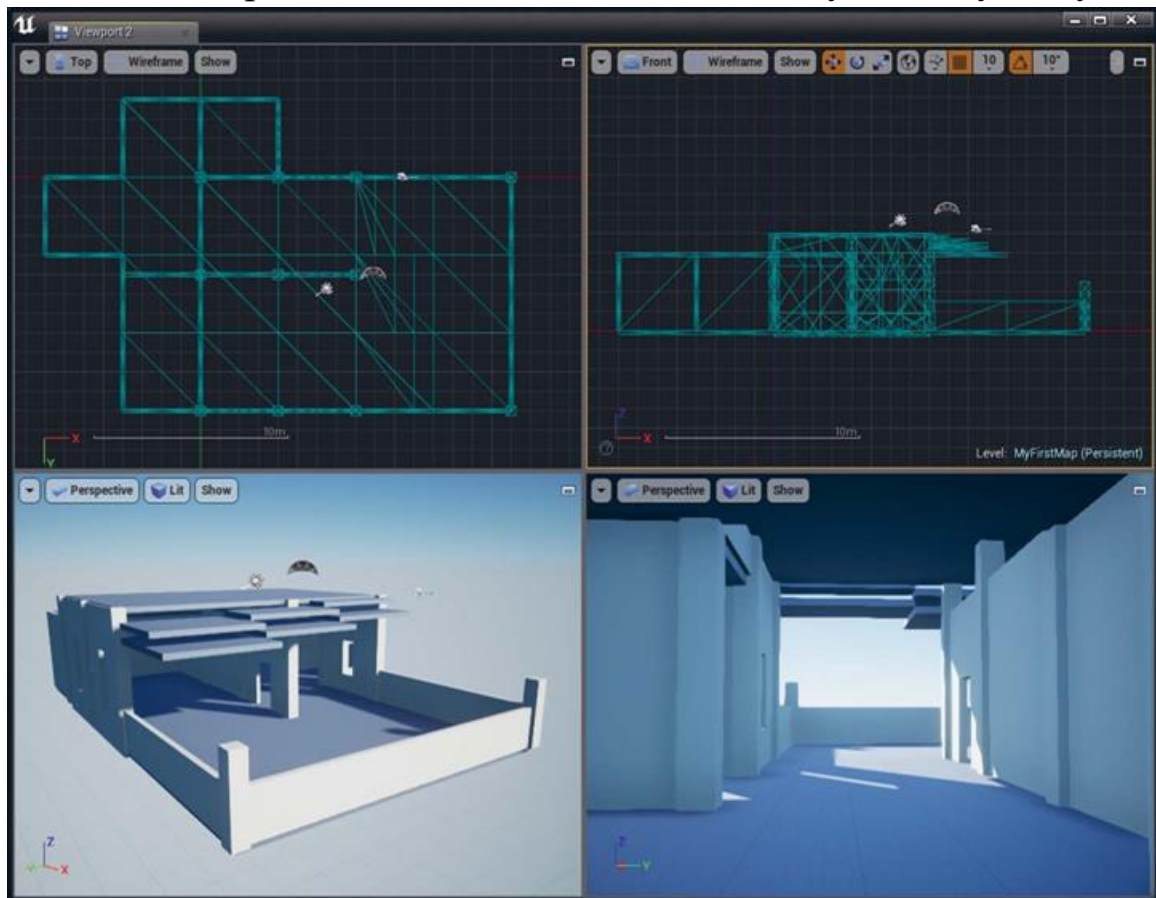 Viewport 2
Top Wireframe Show
Front Wireframe Show 10 10°
10m
X
Y
10m
Z
X
Level: MyFirstMap (Persistent)
Perspective Lit Show
Perspective Lit Show
Z
Y X
Z
Y